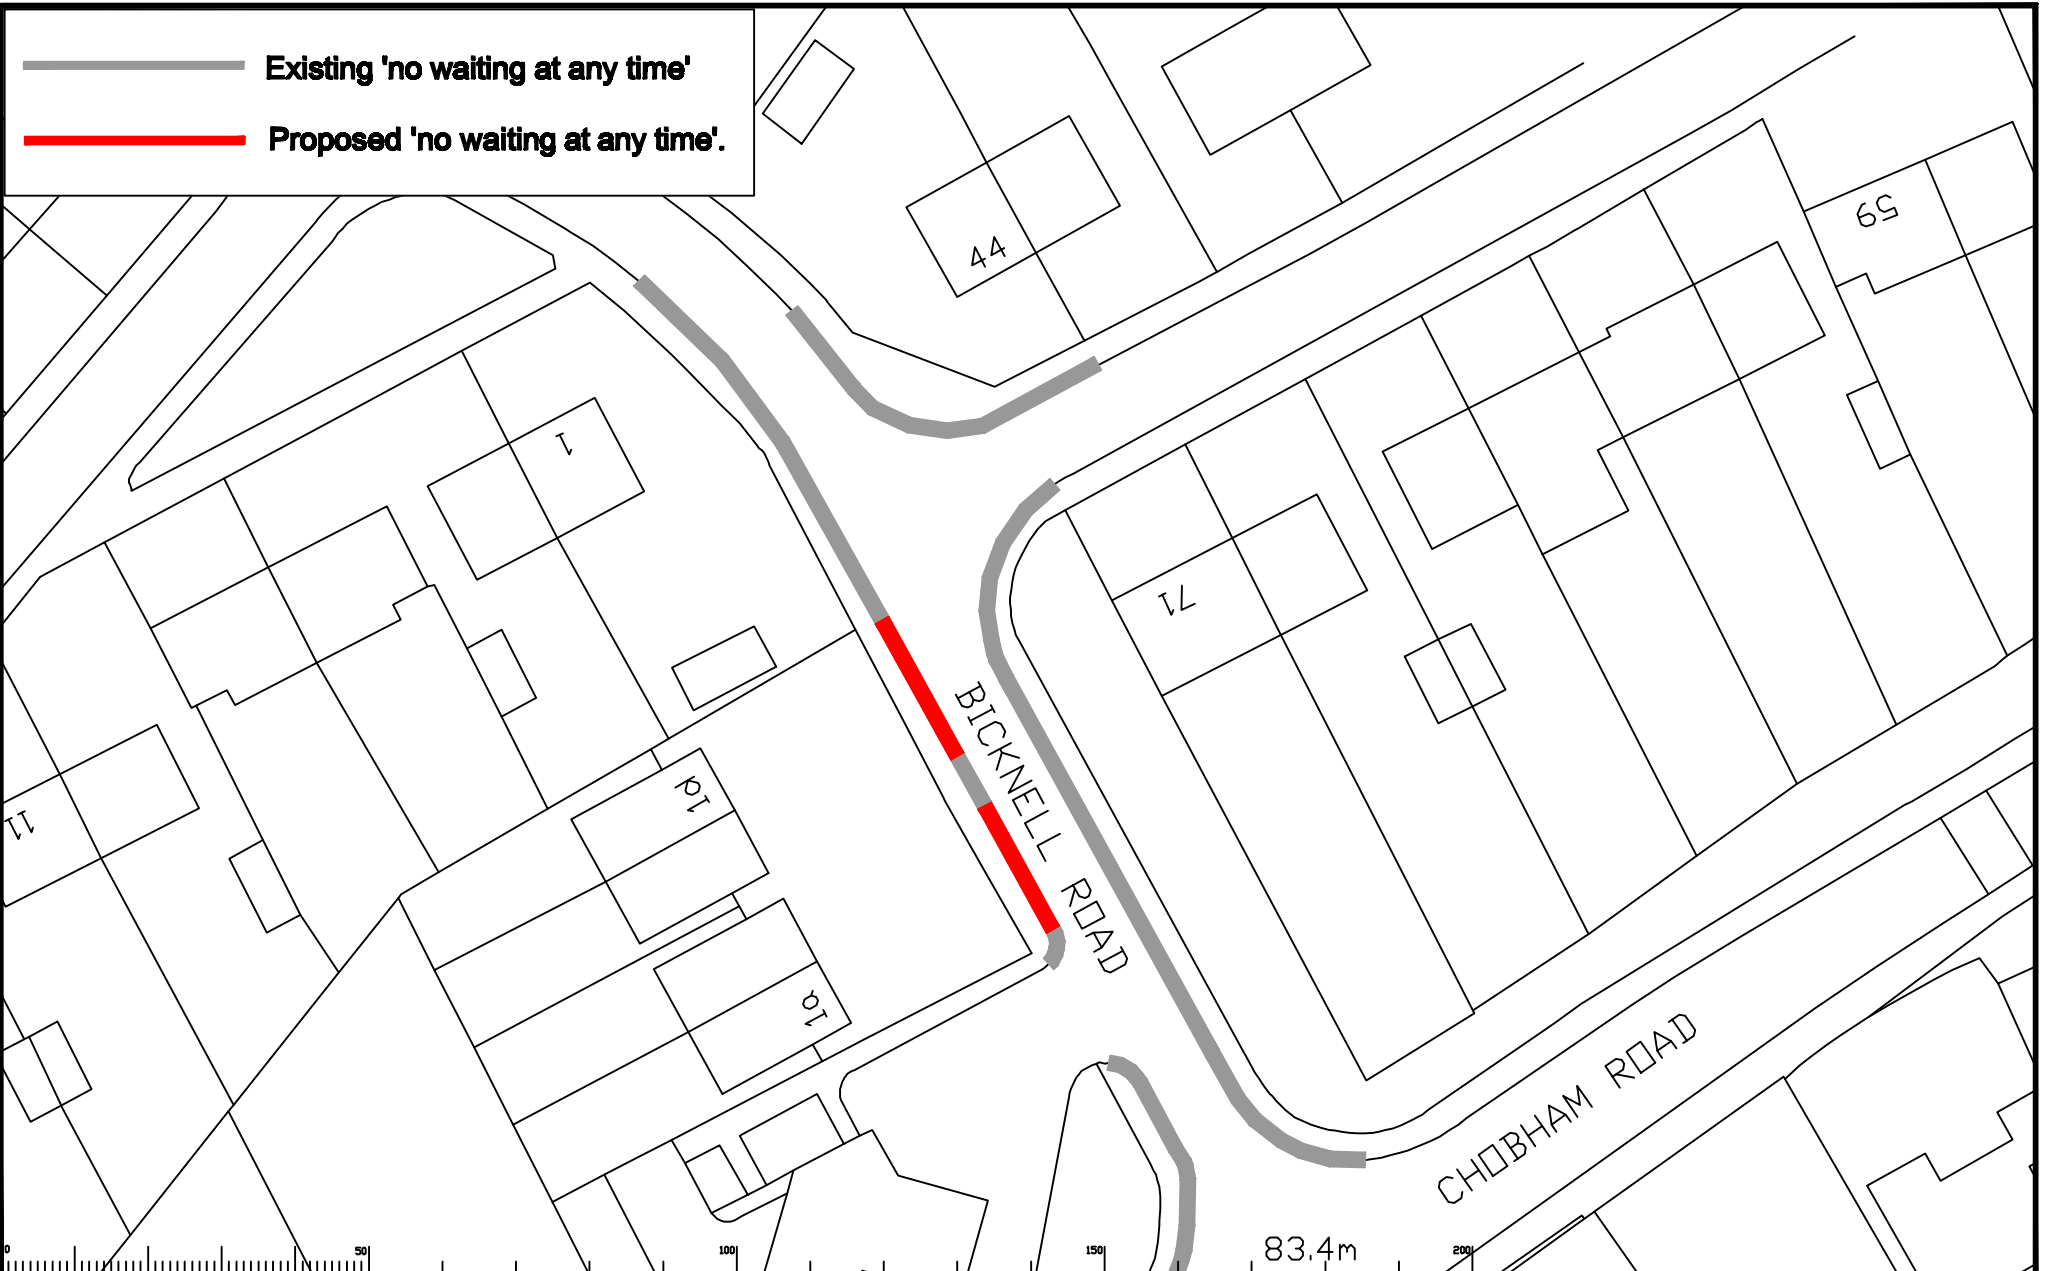 Existing 'no waiting at any time'
Proposed 'no waiting at any time'.
44
59
1
71
BICKNELL ROAD
1d
11
1a
CHOBHAM ROAD
83.4m
0
50
100
150
200